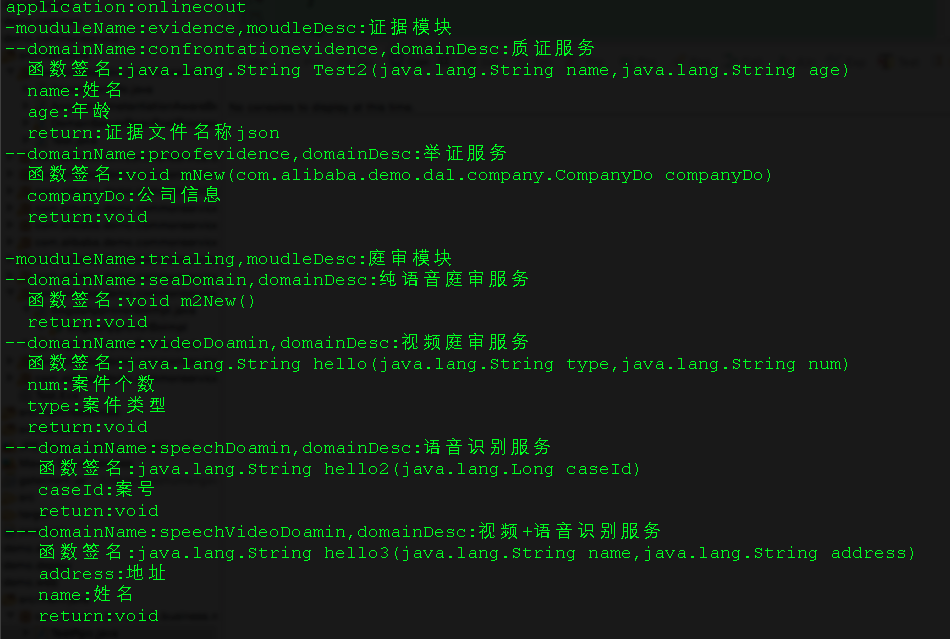 application:onlinecout
-mouduleName:evidence,moudleDesc:证据模块
--domainName:confrontationevidence,domainDesc:质证服务
函数签名:java.lang.String Test2(java.lang.String name,java.lang.String age)
name:姓名
age:年龄
return:证据文件名称json
--domainName:proofevidence,domainDesc:举证服务
函数签名:void mNew(com.alibaba.demo.dal.company.CompanyDo companyDo)
companyDo:公司信息
return:void
-mouduleName:trialing,moudleDesc:庭审模块
--domainName:seaDomain,domainDesc:纯语音庭审服务
函数签名:void m2New()
return:void
--domainName:videoDoamin,domainDesc:视频庭审服务
函数签名:java.lang.String hello(java.lang.String type,java.lang.String num)
num:案件个数
type:案件类型
return:void
---domainName:speechDoamin,domainDesc:语音识别服务
函数签名:java.lang.String hello2(java.lang.Long caseId)
caseId:案号
return:void
---domainName:speechVideoDoamin,domainDesc:视频+语音识别服务
函数签名:java.lang.String hello3(java.lang.String name,java.lang.String address)
address:地址
name:姓名
return:void